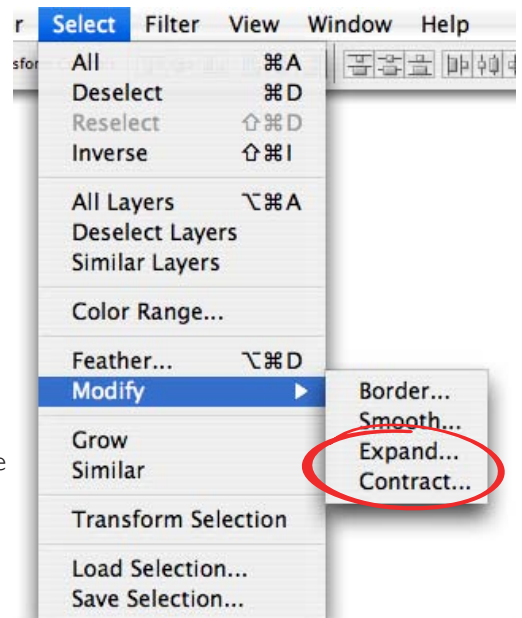 r Select Filter View Window Help
sfor
All ⌘A
Deselect ⌘D
Reselect ⇧⌘D
Inverse ⇧⌘I
All Layers ⌥⌘A
Deselect Layers
Similar Layers
Color Range...
Feather... ⌥⌘D
Modify ▶
Border...
Smooth...
Expand...
Contract...
Grow
e
Similar
Transform Selection
Load Selection...
Save Selection...